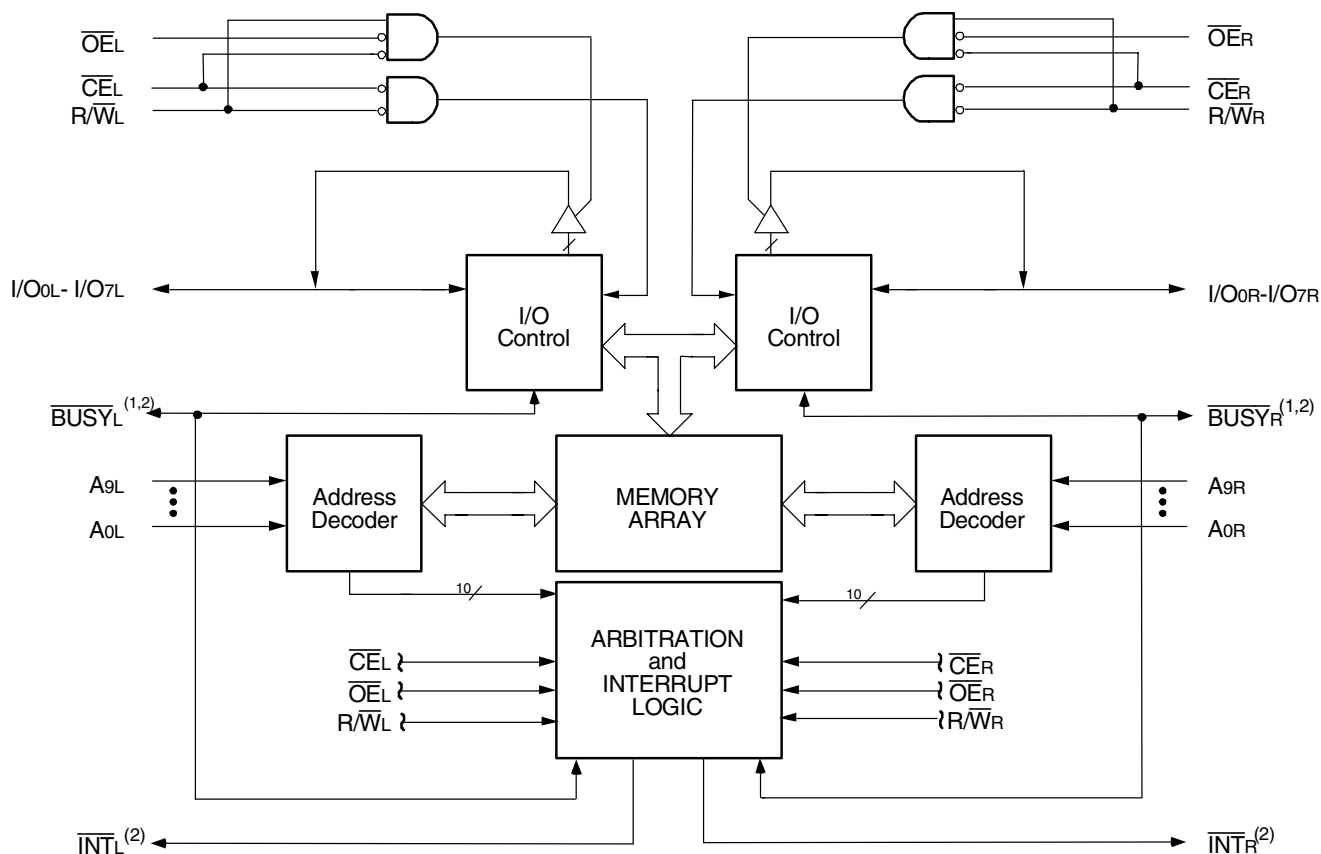 OEL
OER
CEL
CER
R/WL
R/WR
I/O0L- I/O7L
I/O
Control
I/O
Control
I/O0R-I/O7R
BUSYL(1,2)
BUSYR(1,2)
A9L
A0L
Address
Decoder
MEMORY
ARRAY
Address
Decoder
A9R
A0R
10
10
ARBITRATION
and
INTERRUPT
LOGIC
CEL
OEL
R/WL
CER
OER
R/WR
INTL(2)
INTR(2)